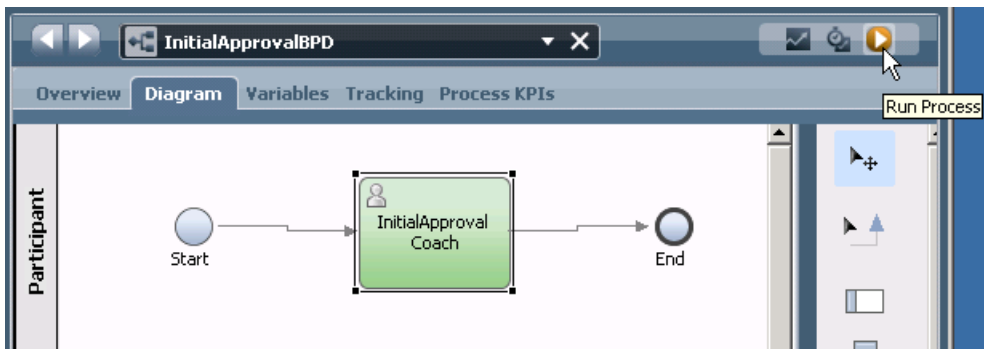 InitialApprovalBPD
Run Process
Overview Diagram Variables Tracking Process KPIs
Participant
Start
InitialApproval
Coach
End